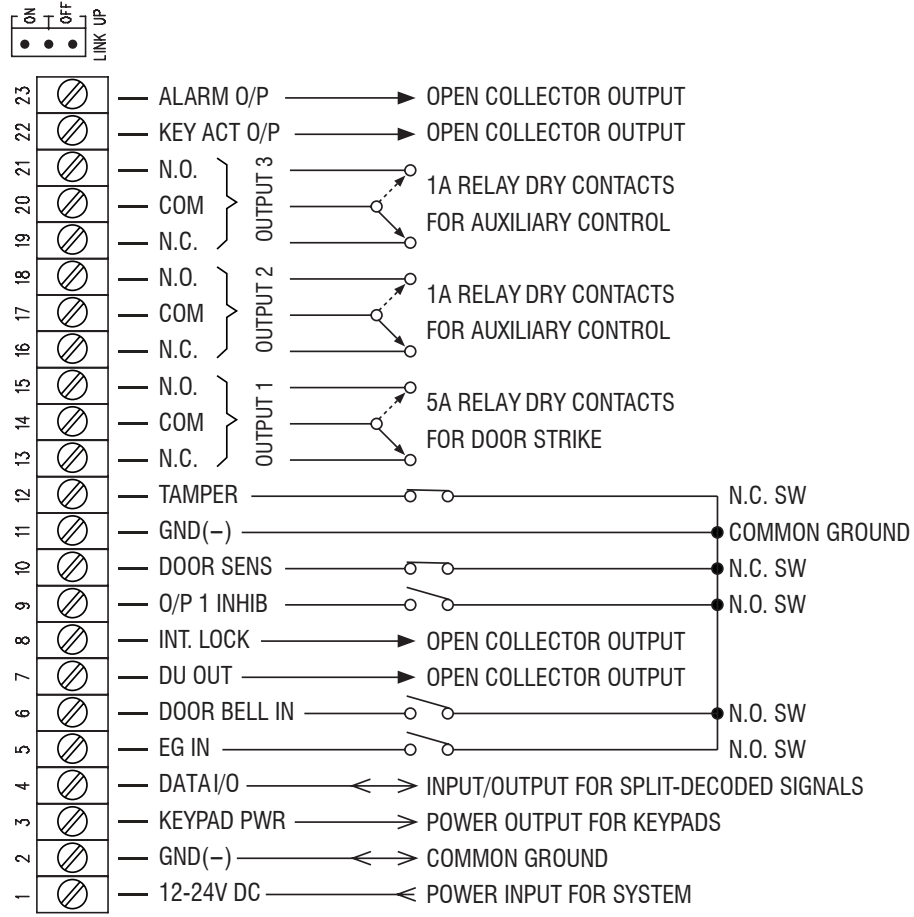 ON OFF
LINK UP
23 ALARM O/P OPEN COLLECTOR OUTPUT
22 KEY ACT O/P OPEN COLLECTOR OUTPUT
21 N.O.
20 COM OUTPUT 3 1A RELAY DRY CONTACTS
FOR AUXILIARY CONTROL
19 N.C.
18 N.O.
17 COM OUTPUT 2 1A RELAY DRY CONTACTS
FOR AUXILIARY CONTROL
16 N.C.
15 N.O.
14 COM OUTPUT 1 5A RELAY DRY CONTACTS
FOR DOOR STRIKE
13 N.C.
12 TAMPER N.C. SW
11 GND(–) COMMON GROUND
10 DOOR SENS N.C. SW
9 O/P 1 INHIB N.O. SW
8 INT. LOCK OPEN COLLECTOR OUTPUT
7 DU OUT OPEN COLLECTOR OUTPUT
6 DOOR BELL IN N.O. SW
5 EG IN N.O. SW
4 DATA I/O INPUT/OUTPUT FOR SPLIT-DECODED SIGNALS
3 KEYPAD PWR POWER OUTPUT FOR KEYPADS
2 GND(–) COMMON GROUND
1 12-24V DC POWER INPUT FOR SYSTEM